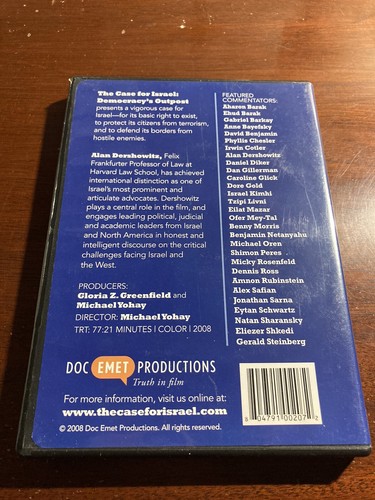 The Case for Israel:
Democracy's Outpost
presents a vigorous case for
Israel—for its basic right to exist,
to protect its citizens from terrorism,
and to defend its borders from
hostile enemies.
Alan Dershowitz, Felix
Frankfurter Professor of Law at
Harvard Law School, has achieved
international distinction as one of
Israel's most prominent and
articulate advocates. Dershowitz
plays a central role in the film, and
engages leading political, judicial
and academic leaders from Israel
and North America in honest and
intelligent discourse on the critical
challenges facing Israel and
the West.
PRODUCERS:
Gloria Z. Greenfield and
Michael Yohay
DIRECTOR: Michael Yohay
TRT: 77:21 MINUTES | COLOR | 2008
FEATURED
COMMENTATORS:
Aharon Barak
Ehud Barak
Gabriel Barkay
Anne Bayefsky
David Benjamin
Phyllis Chesler
Irwin Cotler
Alan Dershowitz
Daniel Diker
Dan Gillerman
Caroline Glick
Dore Gold
Israel Kimhi
Tzipi Livni
Eilat Mazar
Ofer Mey-Tal
Benny Morris
Benjamin Netanyahu
Michael Oren
Shimon Peres
Micky Rosenfeld
Dennis Ross
Amnon Rubinstein
Alex Safian
Jonathan Sarna
Eytan Schwartz
Natan Sharansky
Eliezer Shkedi
Gerald Steinberg
DOC EMET PRODUCTIONS
Truth in film
For more information, visit us online at:
www.thecaseforisrael.com
© 2008 Doc Emet Productions. All rights reserved.
8 04791 00207 2